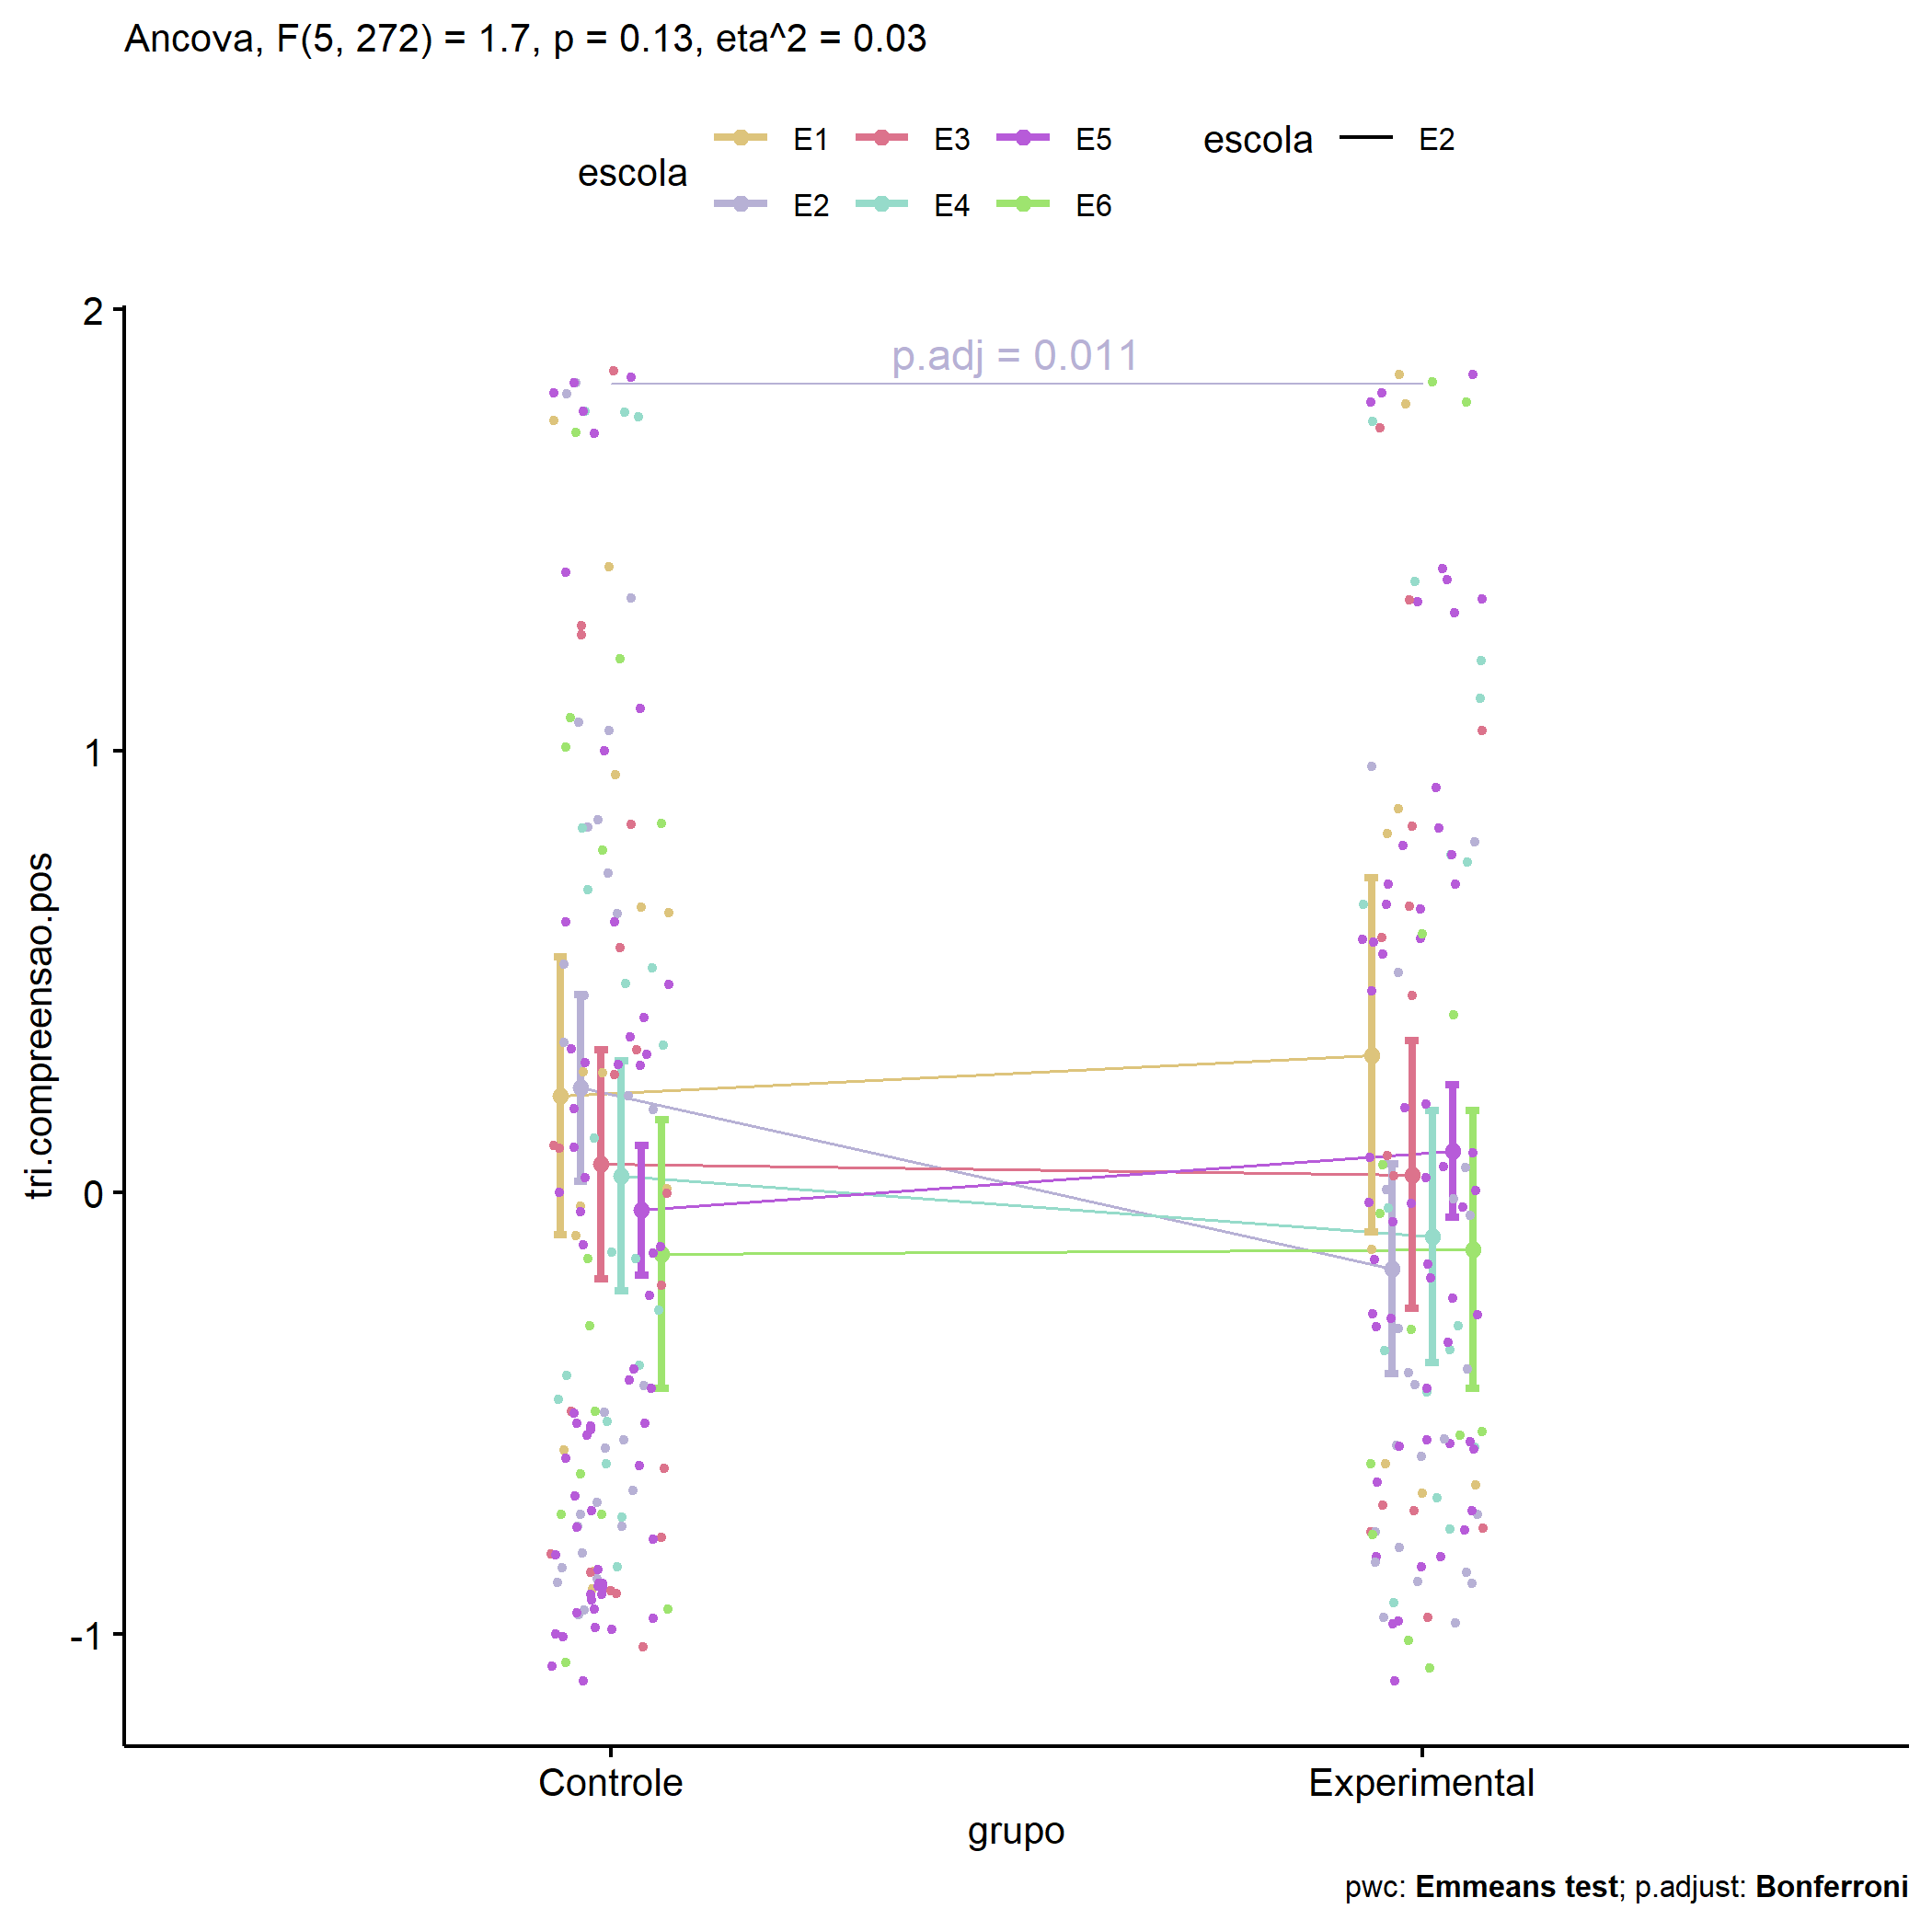 Ancova, F(5, 272) = 1.7, p = 0.13, eta^2 = 0.03
escola E1 E3 E5 escola E2
E2 E4 E6
2
p.adj = 0.011
1
tri.compreensao.pos
0
-1
Controle Experimental
grupo
pwc: Emmeans test; p.adjust: Bonferroni